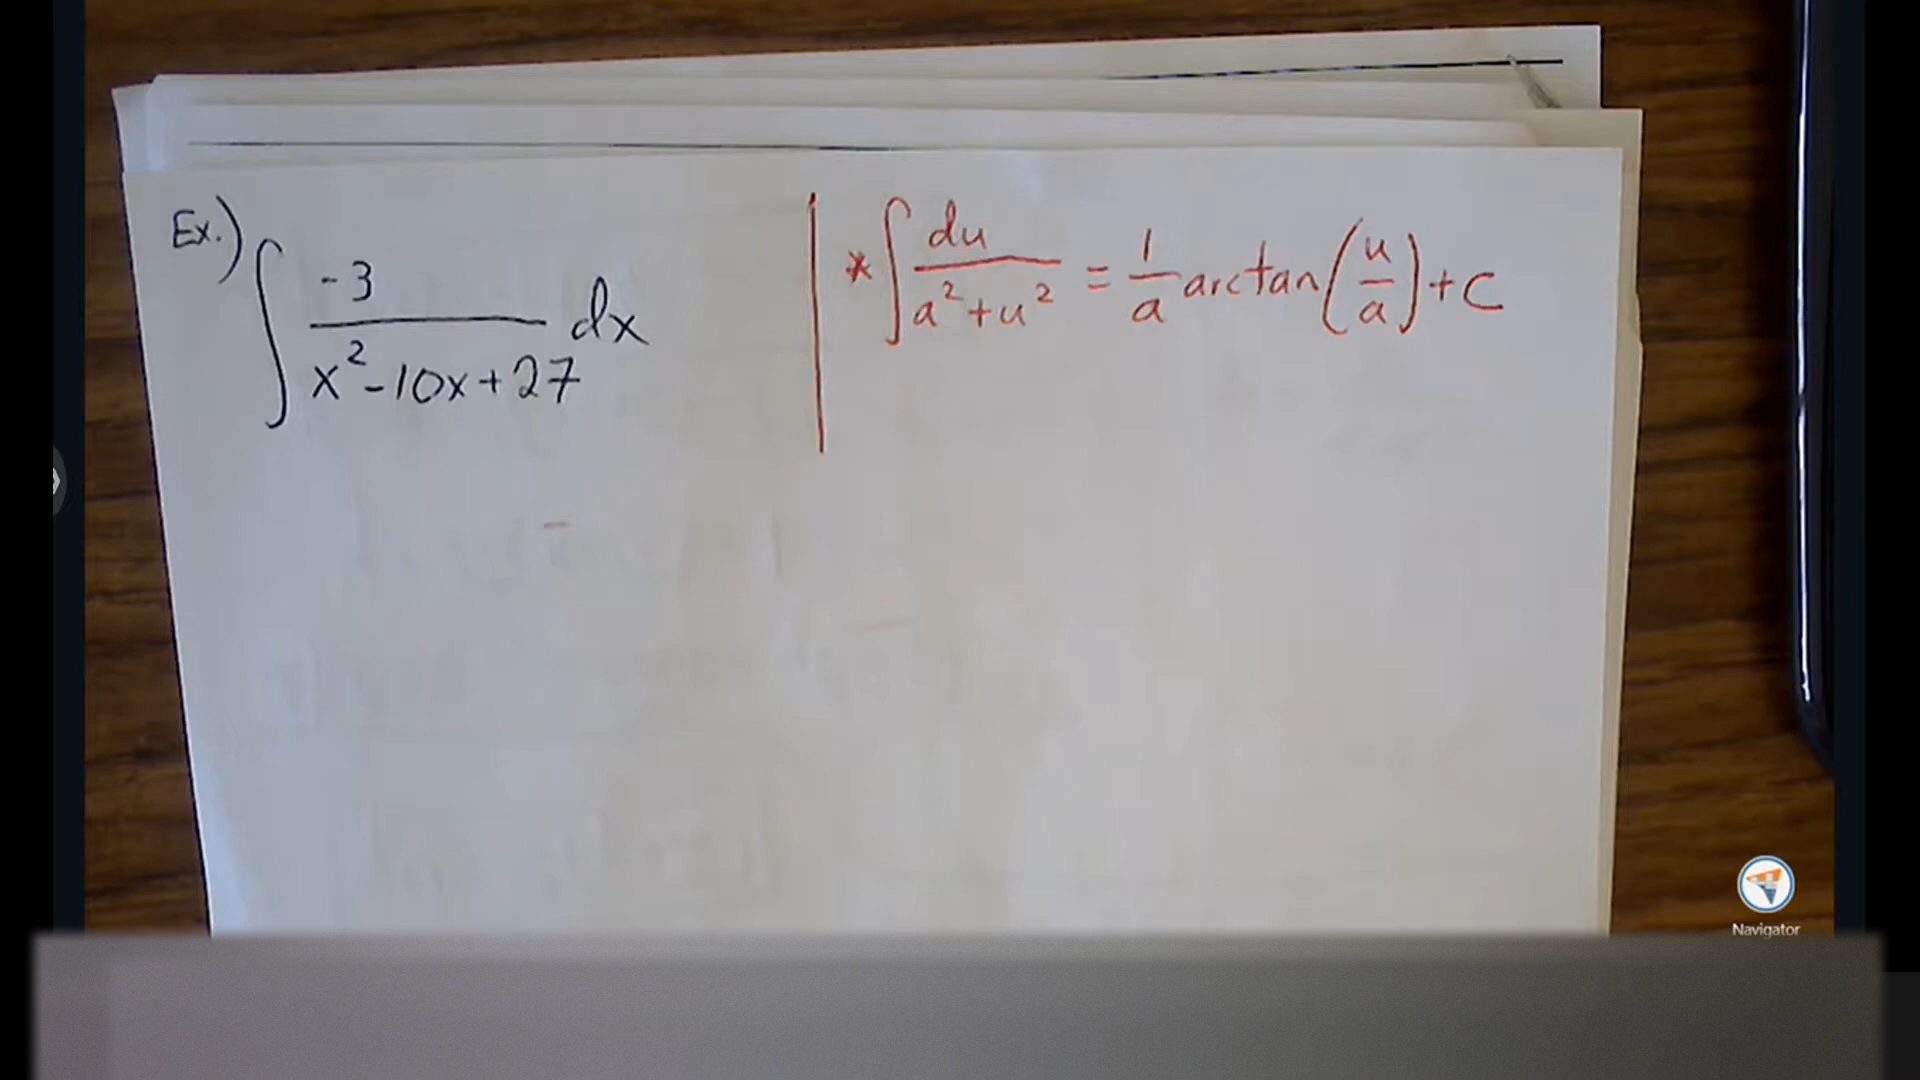 Ex.) ∫ -3 / (x² - 10x + 27) dx
* ∫ du / (a² + u²) = 1/a arctan(u/a) + C
Navigator